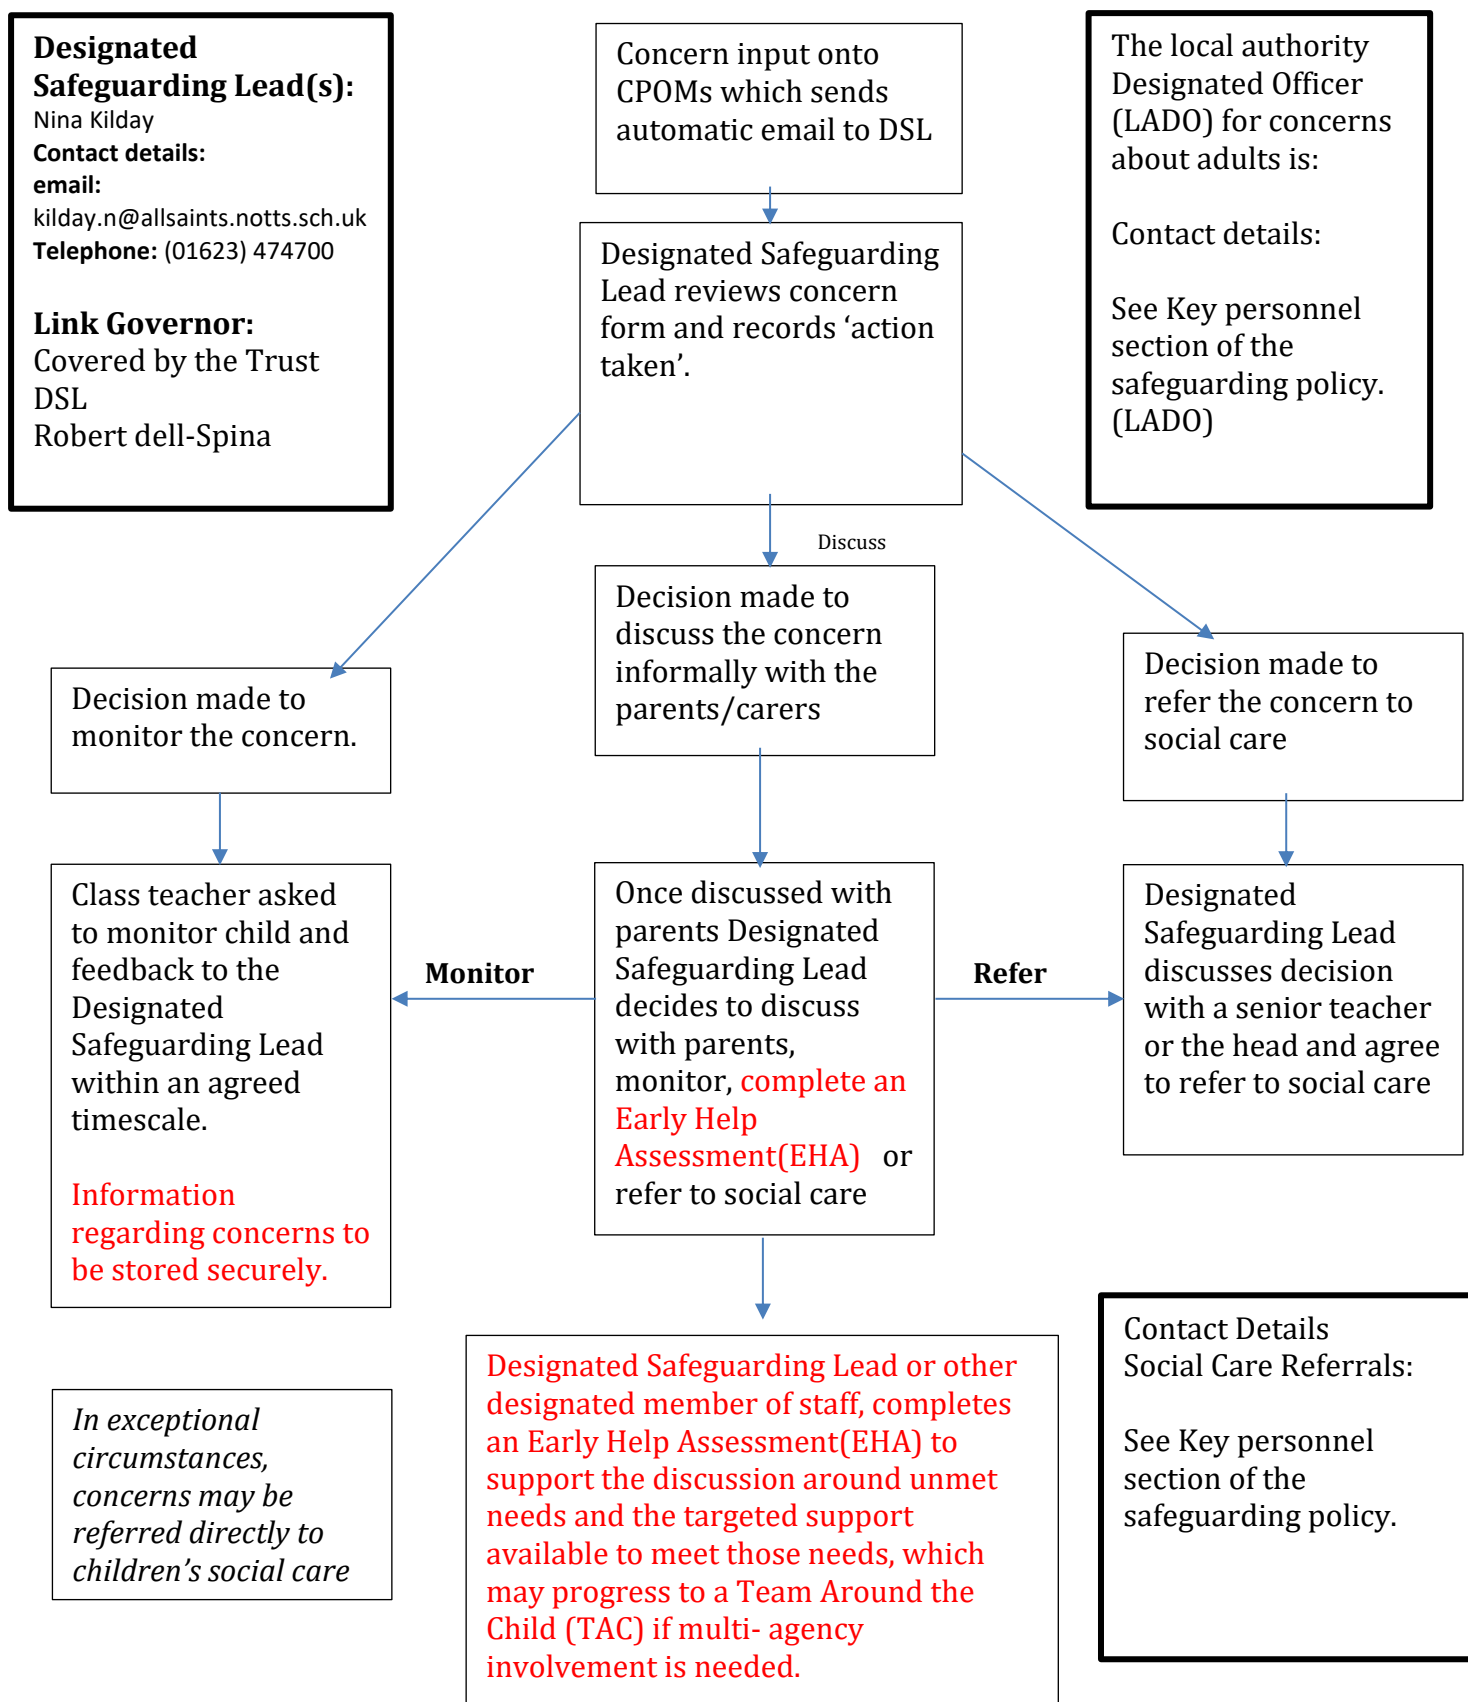 Designated
Safeguarding Lead(s):
Nina Kilday
Contact details:
email:
kilday.n@allsaints.notts.sch.uk
Telephone: (01623) 474700
Link Governor:
Covered by the Trust
DSL
Robert dell-Spina
Concern input onto
CPOMs which sends
automatic email to DSL
The local authority
Designated Officer
(LADO) for concerns
about adults is:
Contact details:
See Key personnel
section of the
safeguarding policy.
(LADO)
Designated Safeguarding
Lead reviews concern
form and records ‘action
taken’.
Discuss
Decision made to
monitor the concern.
Decision made to
discuss the concern
informally with the
parents/carers
Decision made to
refer the concern to
social care
Class teacher asked
to monitor child and
feedback to the
Designated
Safeguarding Lead
within an agreed
timescale.
Information
regarding concerns to
be stored securely.
Monitor
Once discussed with
parents Designated
Safeguarding Lead
decides to discuss
with parents,
monitor, complete an
Early Help
Assessment(EHA) or
refer to social care
Refer
Designated
Safeguarding Lead
discusses decision
with a senior teacher
or the head and agree
to refer to social care
In exceptional
circumstances,
concerns may be
referred directly to
children’s social care
Designated Safeguarding Lead or other
designated member of staff, completes
an Early Help Assessment(EHA) to
support the discussion around unmet
needs and the targeted support
available to meet those needs, which
may progress to a Team Around the
Child (TAC) if multi- agency
involvement is needed.
Contact Details
Social Care Referrals:
See Key personnel
section of the
safeguarding policy.